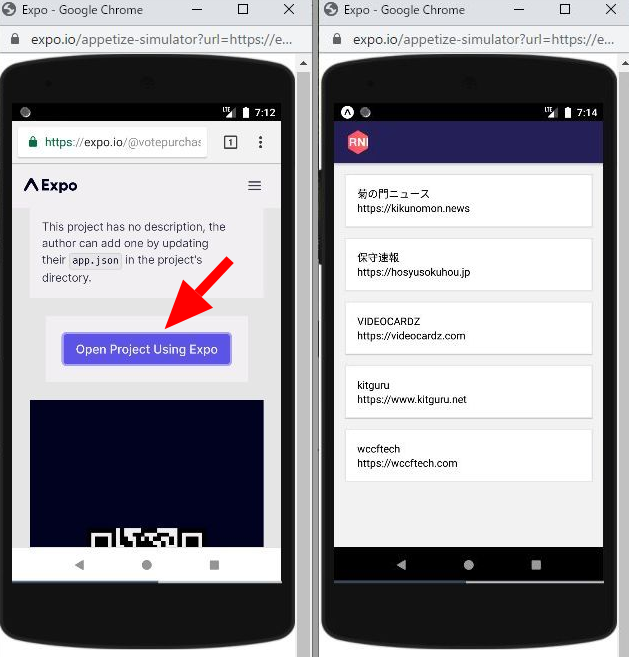 Expo - Google Chrome
expo.io/appetize-simulator?url=https://e...
LTE 7:12
https://expo.io/@votepurchas
1
Expo
This project has no description, the
author can add one by updating
their app.json in the project's
directory.
Open Project Using Expo
Expo - Google Chrome
expo.io/appetize-simulator?url=https://e...
LTE 7:14
RNI
菊の門ニュース
https://kikunomon.news
保守速報
https://hosyusokuhou.jp
VIDEOCARDZ
https://videocardz.com
kitguru
https://www.kitguru.net
wccftech
https://wccftech.com